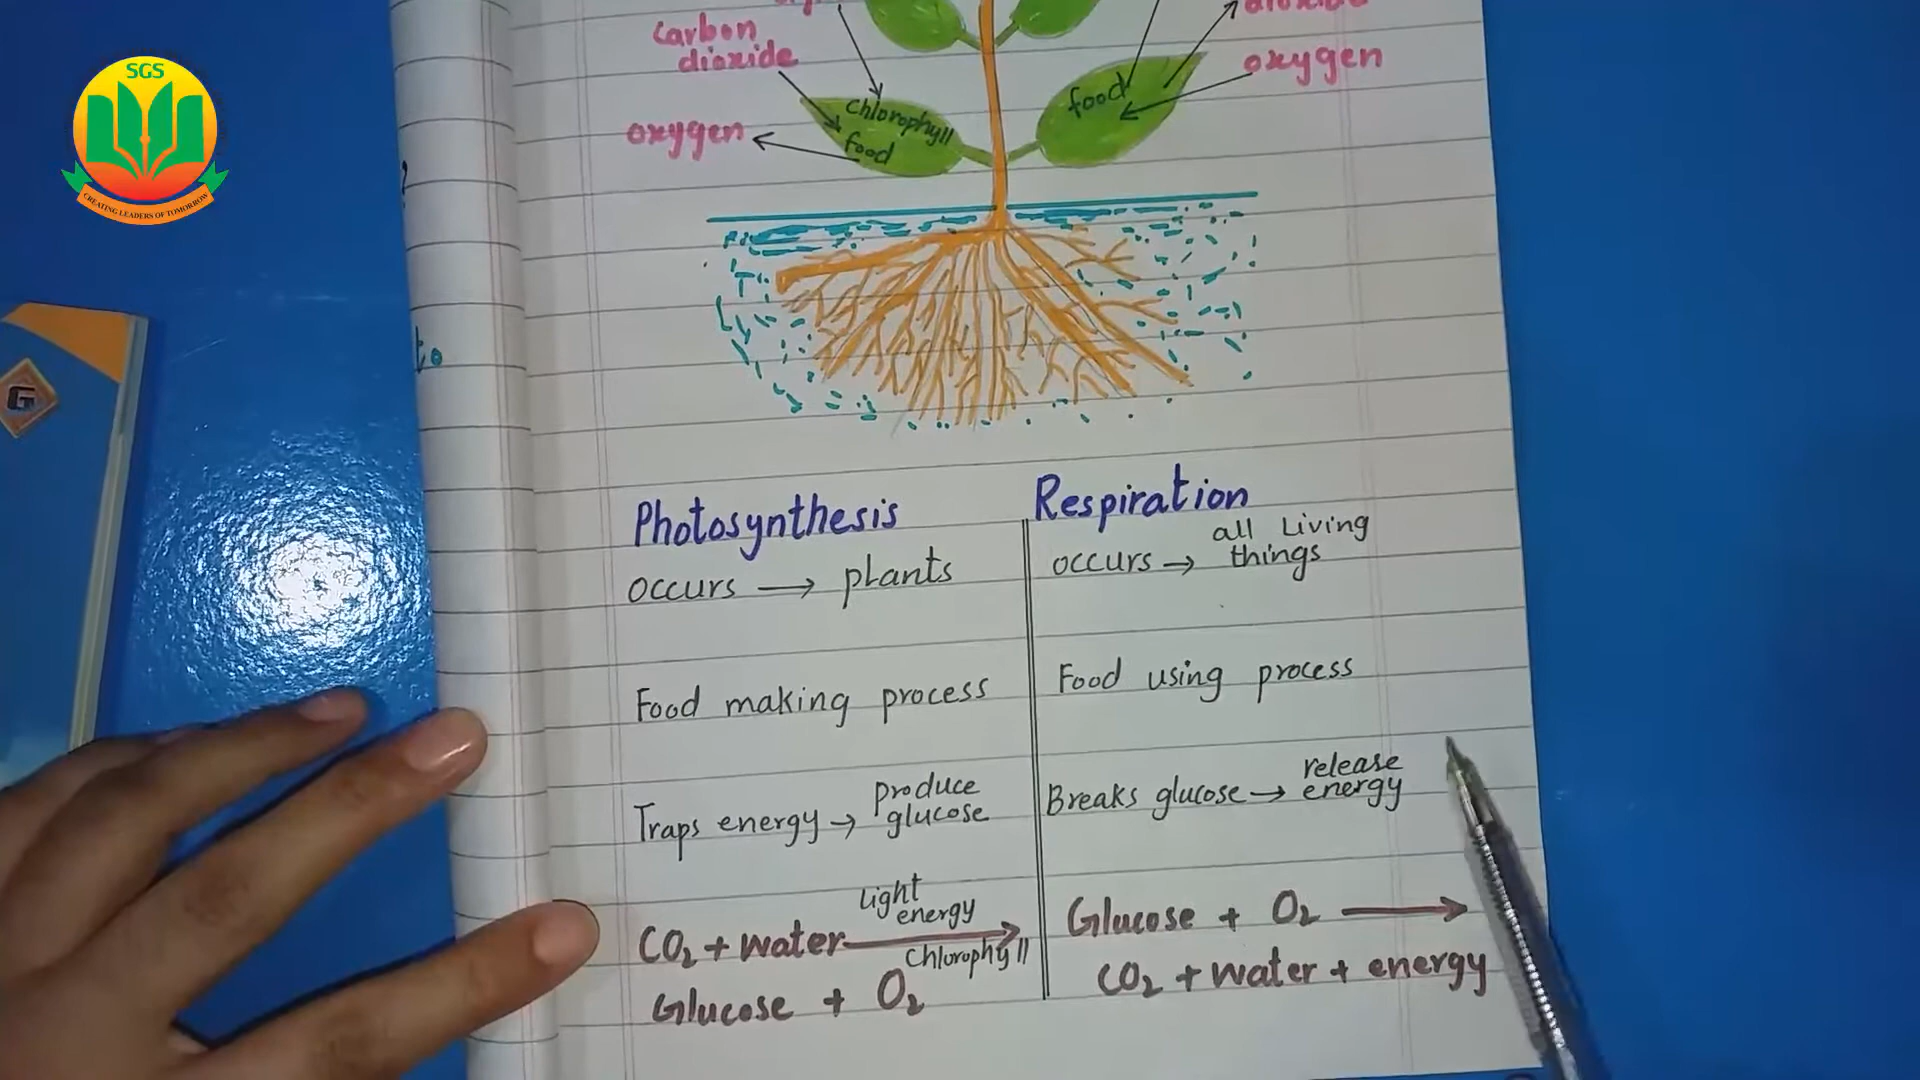 SGS
CREATING LEADERS OF TOMORROW
G
to
?
carbon
dioxide
oxygen
chlorophyll
food
food
oxygen
Photosynthesis
occurs → plants
Food making process
Traps energy → produce
glucose
CO₂ + water light energy → chlorophyll
Glucose + O₂
Respiration
occurs → all Living
things
Food using process
Breaks glucose → release
energy
Glucose + O₂ →
CO₂ + water + energy